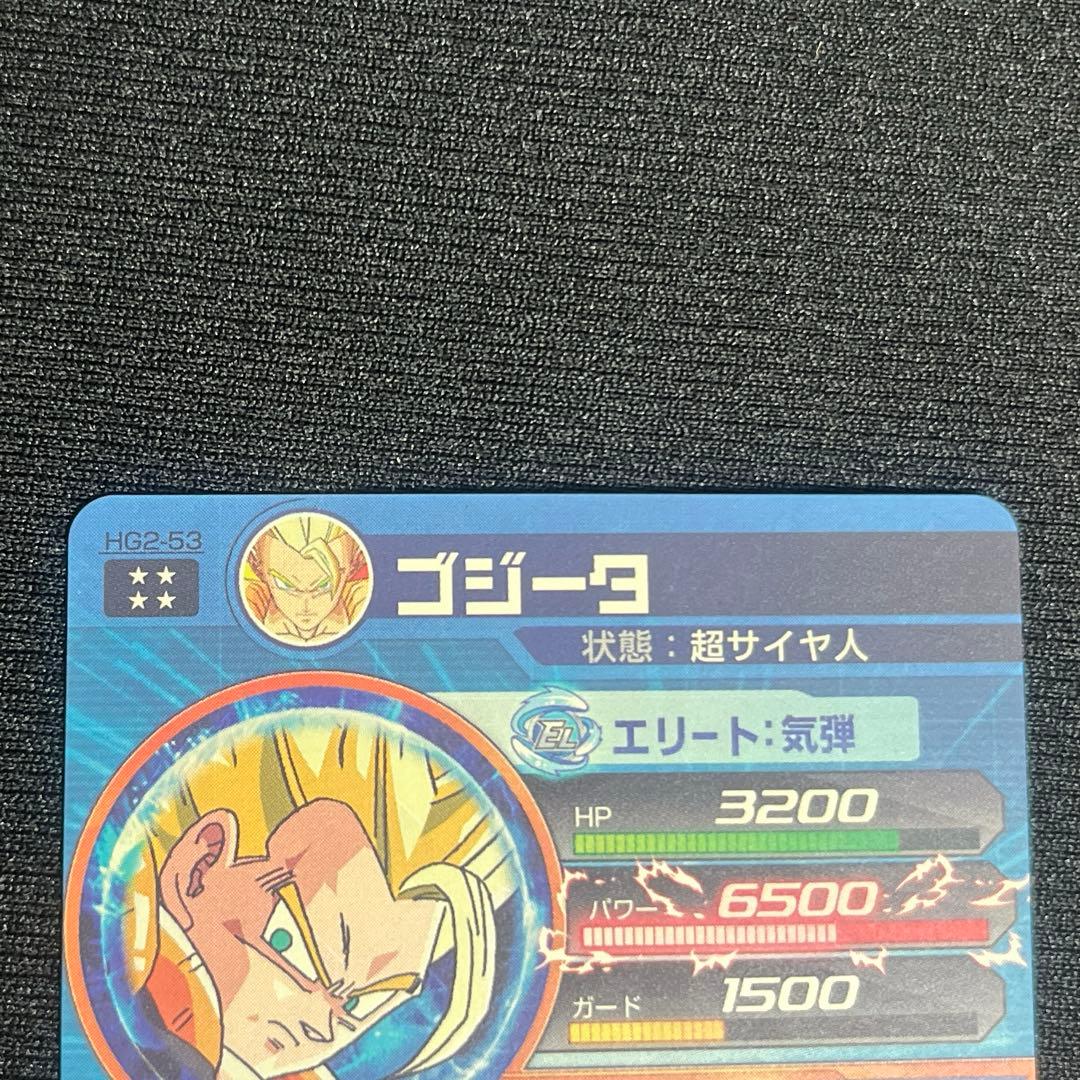 HG2-53
ゴジータ
状態：超サイヤ人
EL エリート：気弾
HP 3200
パワー 6500
ガード 1500